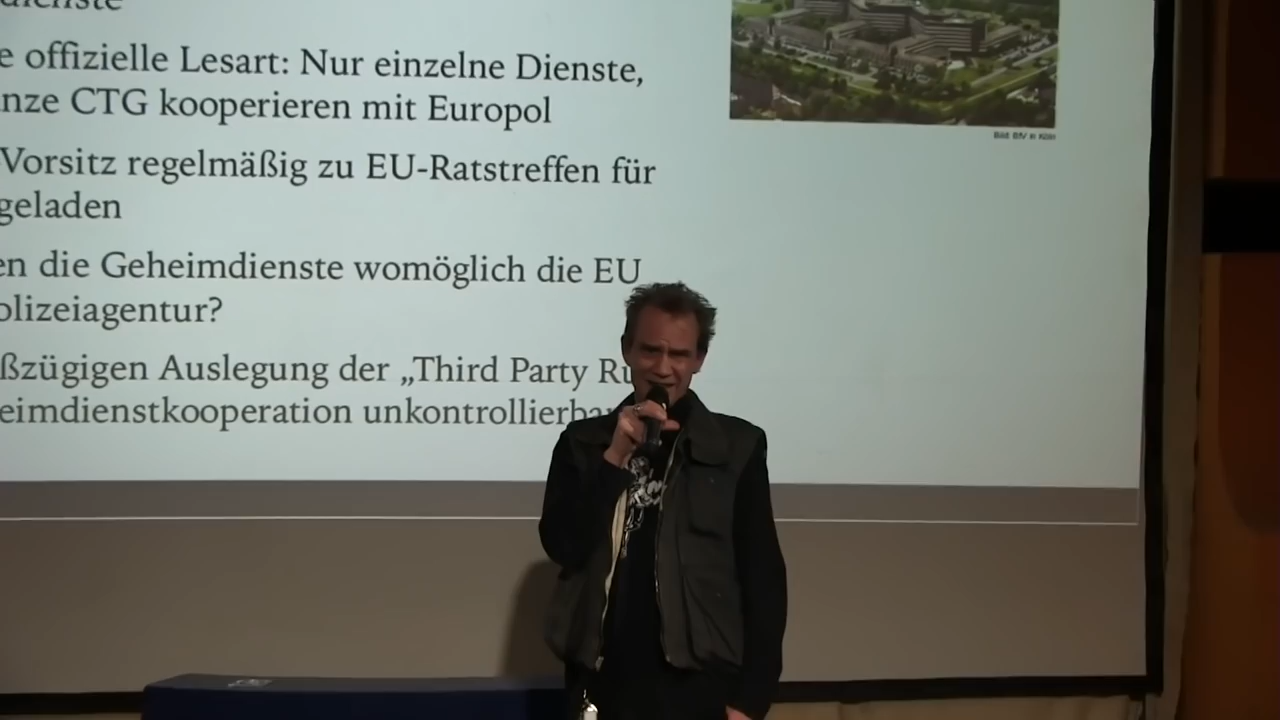 dienste
e offizielle Lesart: Nur einzelne Dienste,
nze CTG kooperieren mit Europol
Vorsitz regelmäßig zu EU-Ratstreffen für
geladen
en die Geheimdienste womöglich die EU
olizeiagentur?
ßzügigen Auslegung der „Third Party Ru
eimdienstkooperation unkontrollierba
Bild: BfV in Köln